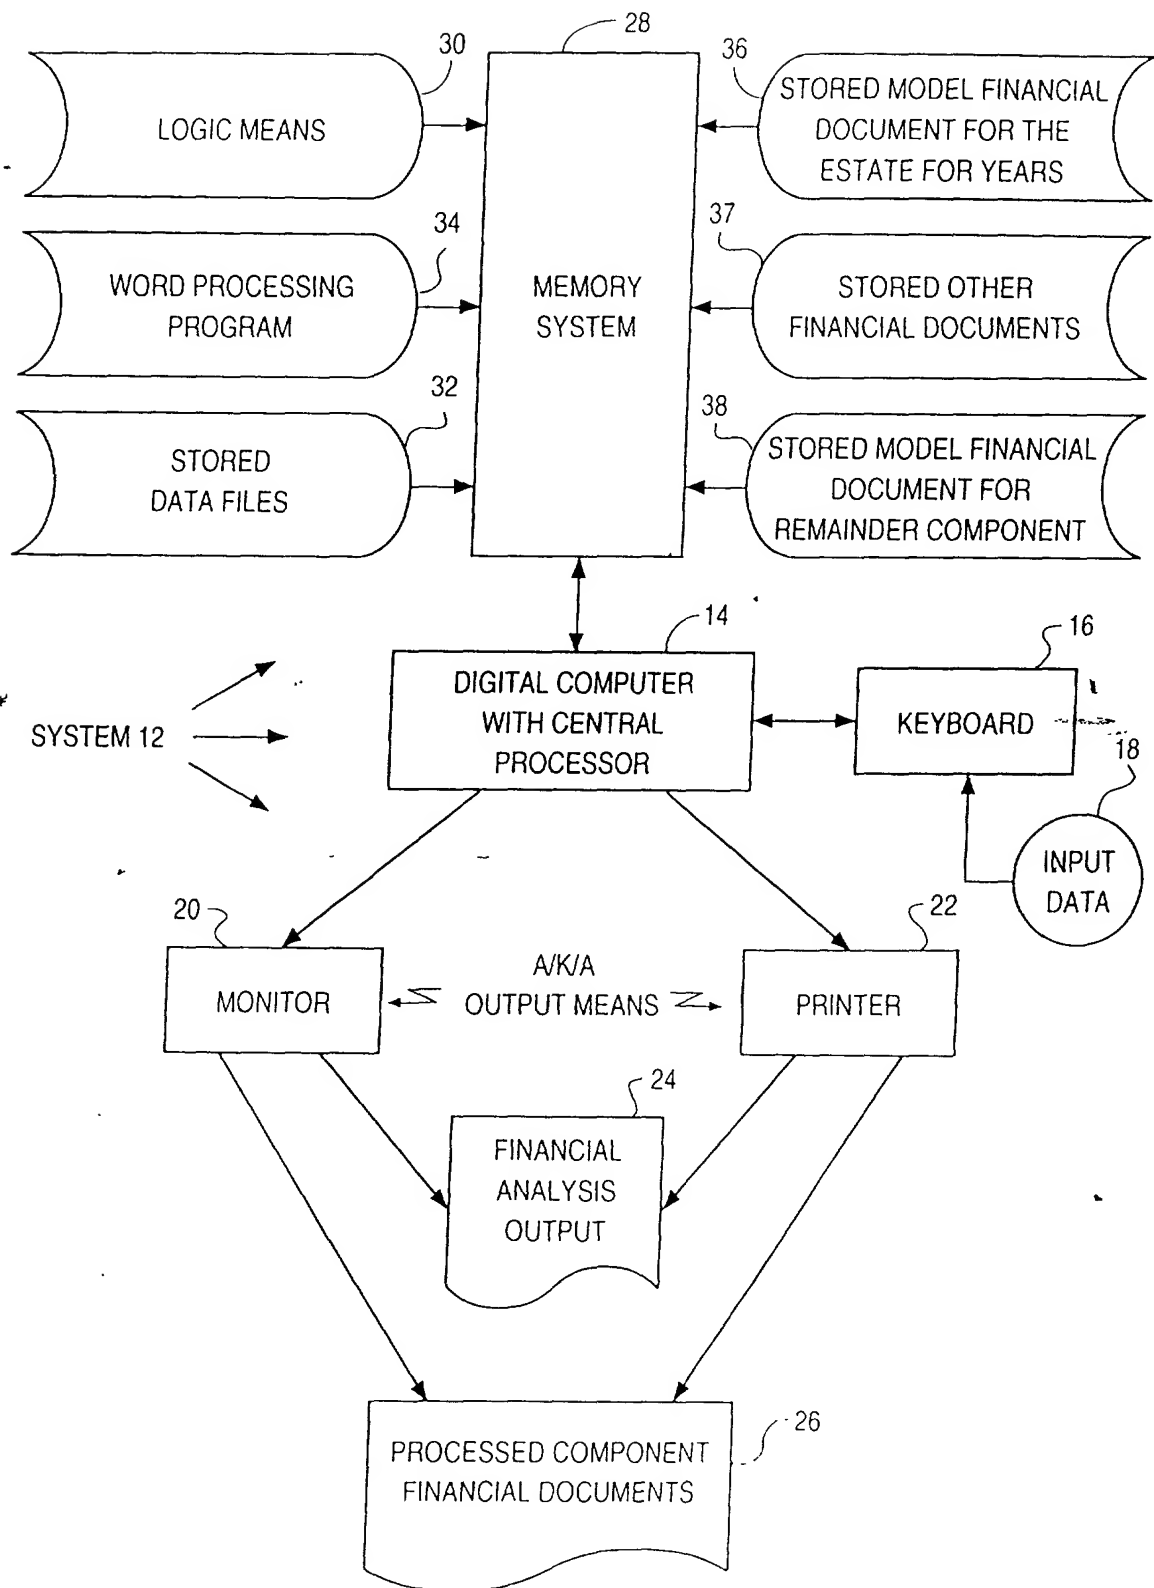 28
30
LOGIC MEANS
36
STORED MODEL FINANCIAL
DOCUMENT FOR THE
ESTATE FOR YEARS
34
WORD PROCESSING
PROGRAM
MEMORY
SYSTEM
37
STORED OTHER
FINANCIAL DOCUMENTS
32
STORED
DATA FILES
38
STORED MODEL FINANCIAL
DOCUMENT FOR
REMAINDER COMPONENT
14
DIGITAL COMPUTER
WITH CENTRAL
PROCESSOR
16
KEYBOARD
SYSTEM 12
18
INPUT
DATA
20
MONITOR
A/K/A
OUTPUT MEANS
22
PRINTER
24
FINANCIAL
ANALYSIS
OUTPUT
26
PROCESSED COMPONENT
FINANCIAL DOCUMENTS